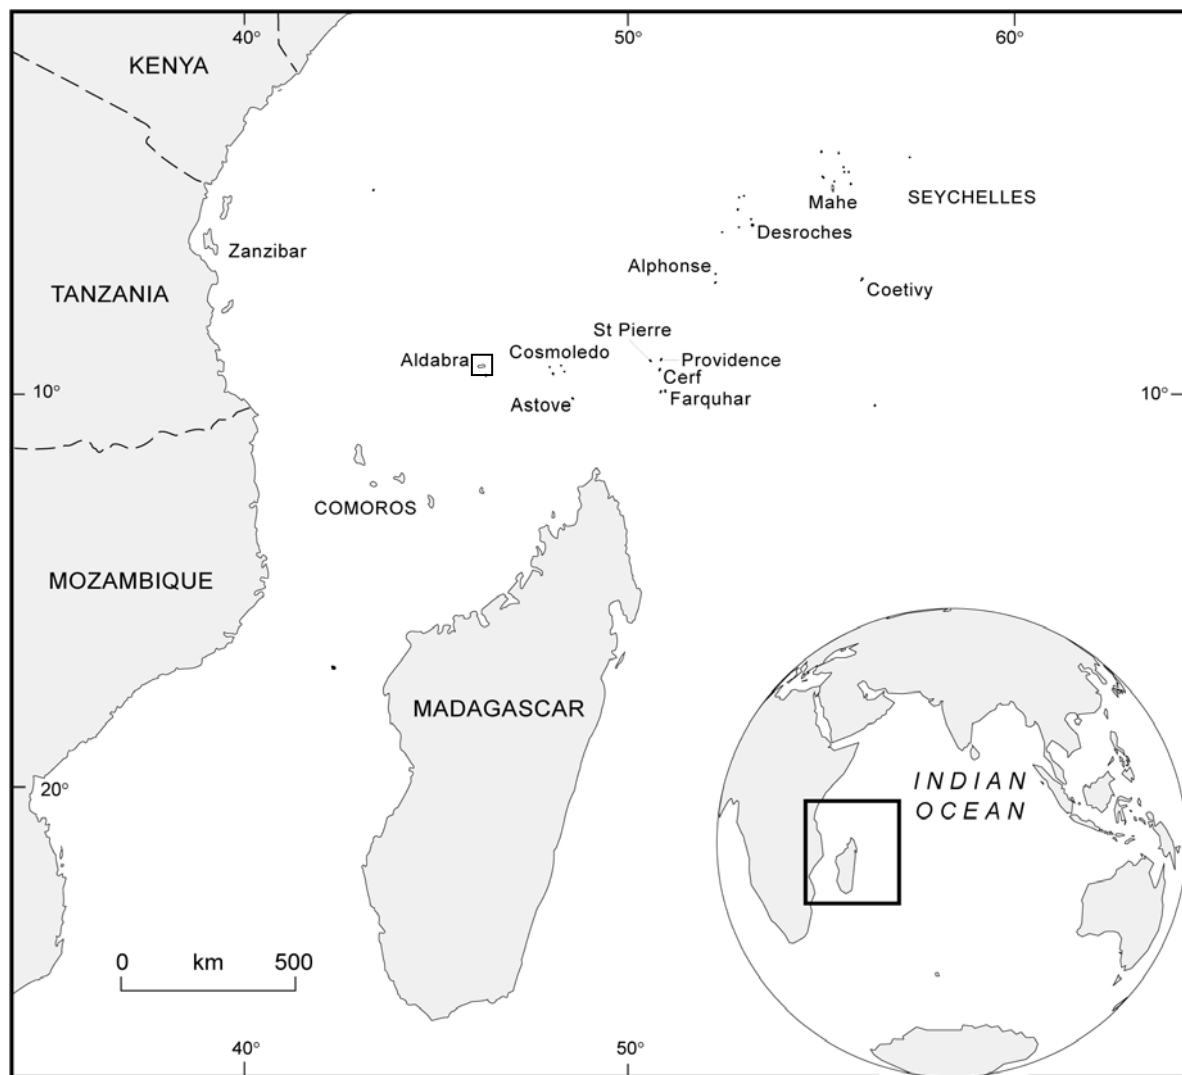 40°
50°
60°
KENYA
Mahe
SEYCHELLES
Desroches
Zanzibar
Alphonse
TANZANIA
Coetivy
St Pierre
Cosmoledo
Aldabra
Providence
Cerf
10°
10°
Farquhar
Astove
COMOROS
MOZAMBIQUE
MADAGASCAR
INDIAN
OCEAN
20°
0 km 500
40°
50°